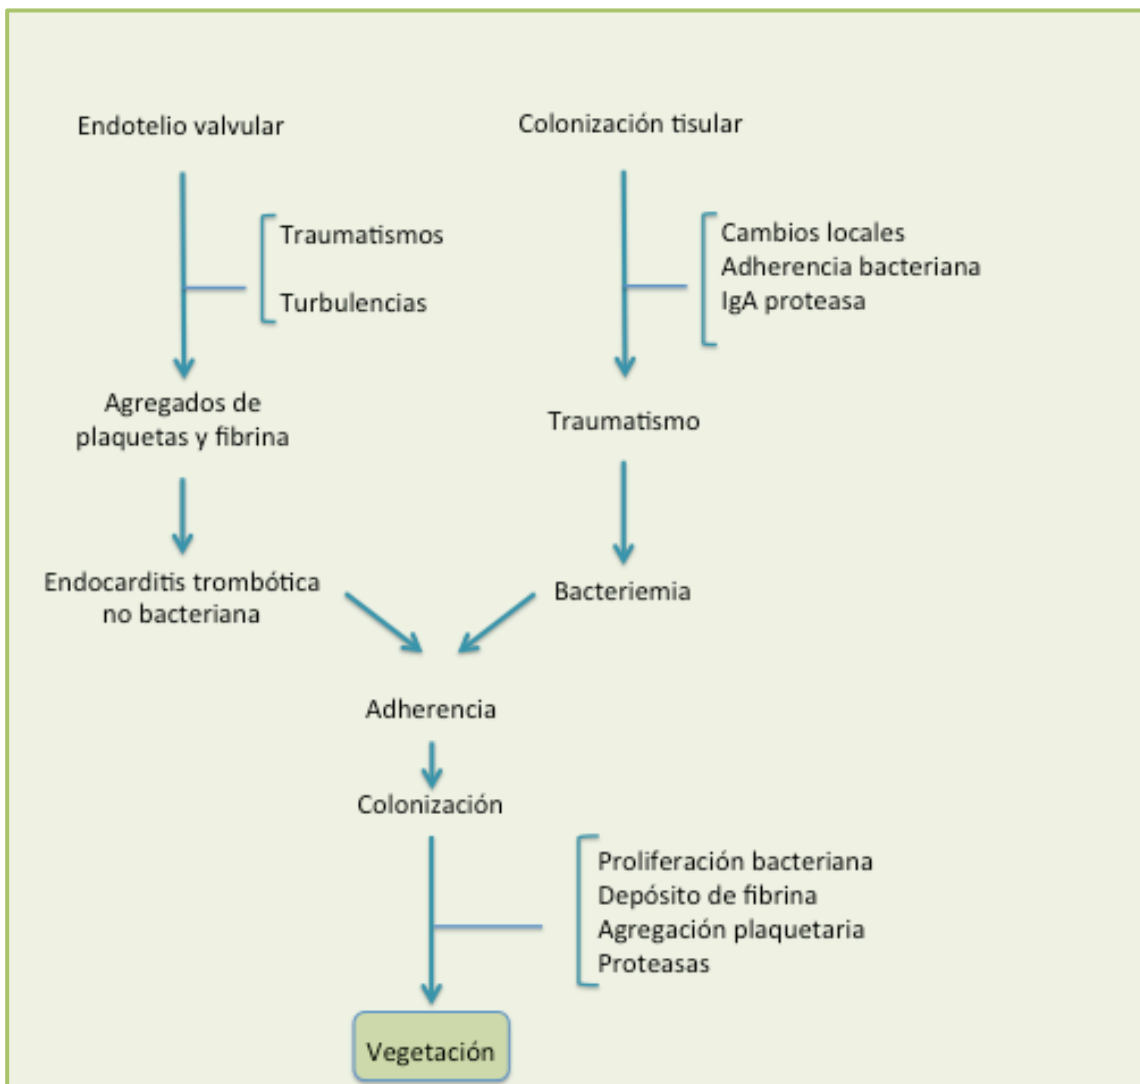 Endotelio valvular
Colonización tisular
Traumatismos
Turbulencias
Cambios locales
Adherencia bacteriana
IgA proteasa
Agregados de
plaquetas y fibrina
Traumatismo
Endocarditis trombótica
no bacteriana
Bacteriemia
Adherencia
Colonización
Proliferación bacteriana
Depósito de fibrina
Agregación plaquetaria
Proteasas
Vegetación